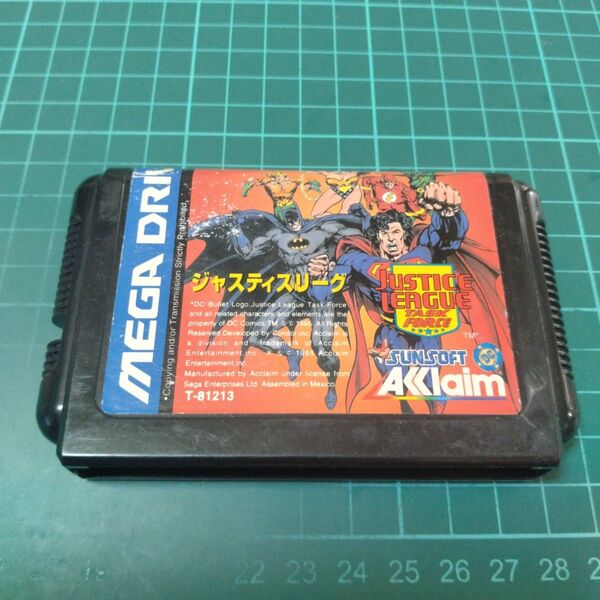 MEGA DRI
*Copying and/or Transmission Strictly Prohibited.
ジャスティスリーグ
*DC Bullet Logo.Justice League Task Force
and all related characters and elements are the
property of DC Comics TM & © 1995. All Rights
Reserved.Developed by Condor,Inc. Acclaim is
a division and trademark of Acclaim
Entertainment,Inc. ® & © 1995 Acclaim
Entertainment,Inc.
Manufactured by Acclaim under license from
Sega Enterprises,Ltd. Assembled in Mexico.
T-81213
JUSTICE
LEAGUE
TASK
FORCE
TM*
SUNSOFT
DC
AKKlaim
22 23 24 25 26 27 28